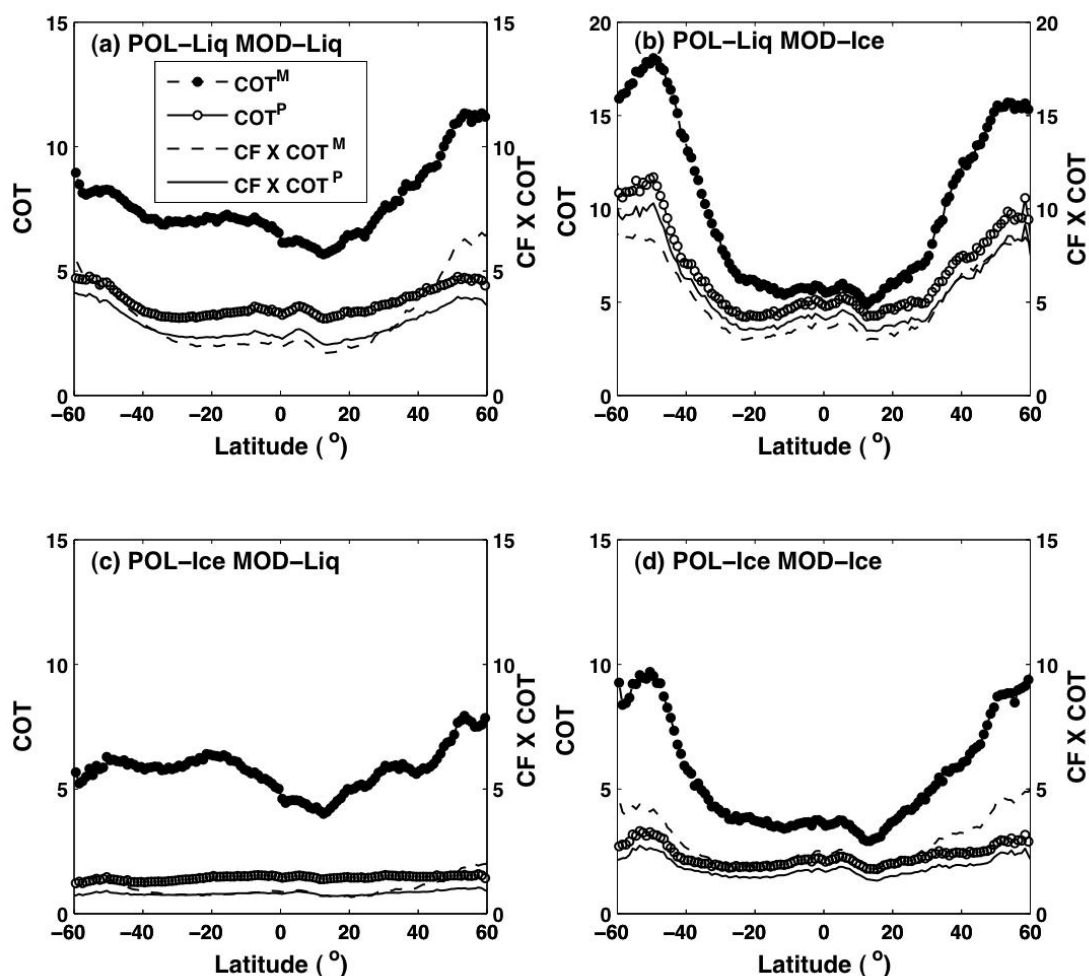 (a) POL–Liq MOD–Liq
COT^M
COT^P
CF X COT^M
CF X COT^P
15
10
5
0
COT
15
10
5
0
CF X COT
−60 −40 −20 0 20 40 60
Latitude ( °)
(b) POL–Liq MOD–Ice
20
15
10
5
0
COT
20
15
10
5
0
CF X COT
−60 −40 −20 0 20 40 60
Latitude ( °)
(c) POL–Ice MOD–Liq
15
10
5
0
COT
15
10
5
0
CF X COT
−60 −40 −20 0 20 40 60
Latitude ( °)
(d) POL–Ice MOD–Ice
15
10
5
0
COT
15
10
5
0
CF X COT
−60 −40 −20 0 20 40 60
Latitude ( °)